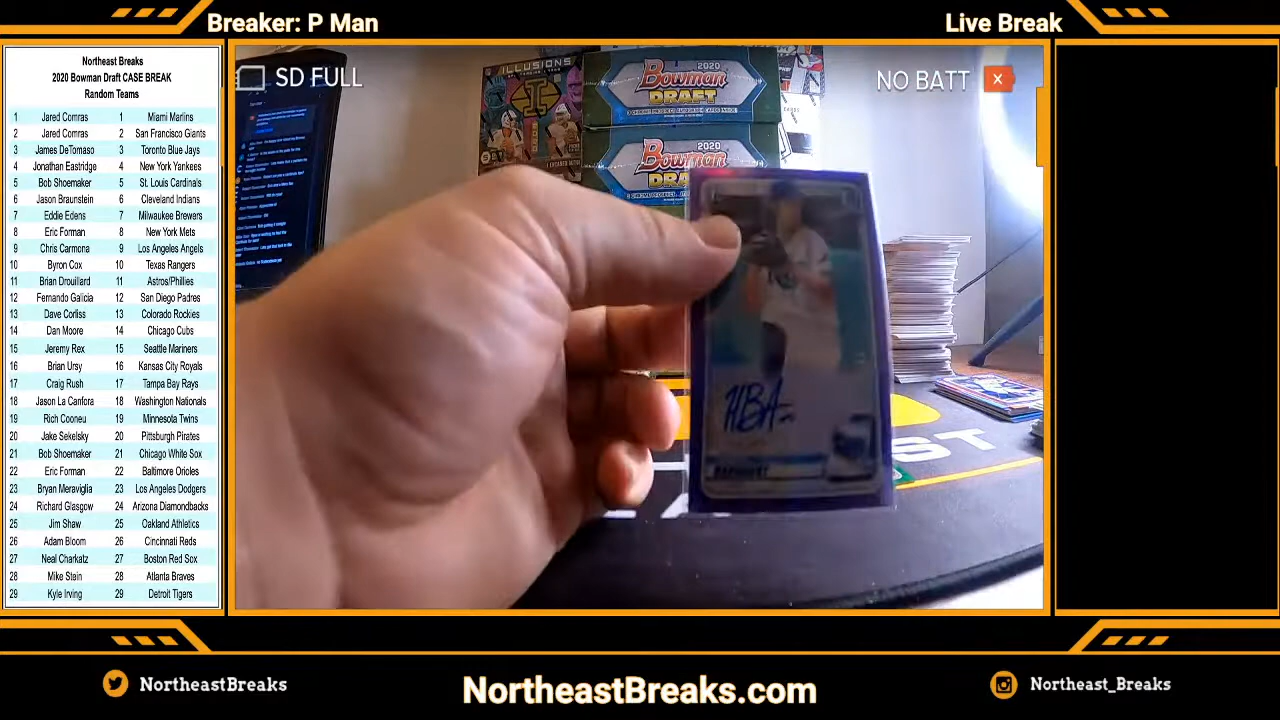 Breaker: P Man
Live Break
Northeast Breaks
2020 Bowman Draft CASE BREAK
Random Teams
1 Jared Comras 1 Miami Marlins
2 Jared Comras 2 San Francisco Giants
3 James DeTomaso 3 Toronto Blue Jays
4 Jonathan Eastridge 4 New York Yankees
5 Bob Shoemaker 5 St. Louis Cardinals
6 Jason Braunstein 6 Cleveland Indians
7 Eddie Edens 7 Milwaukee Brewers
8 Eric Forman 8 New York Mets
9 Chris Carmona 9 Los Angeles Angels
10 Byron Cox 10 Texas Rangers
11 Brian Drouillard 11 Astros/Phillies
12 Fernando Galicia 12 San Diego Padres
13 Dave Corliss 13 Colorado Rockies
14 Dan Moore 14 Chicago Cubs
15 Jeremy Rex 15 Seattle Mariners
16 Brian Ursy 16 Kansas City Royals
17 Craig Rush 17 Tampa Bay Rays
18 Jason La Canfora 18 Washington Nationals
19 Rich Cooneu 19 Minnesota Twins
20 Jake Sekelsky 20 Pittsburgh Pirates
21 Bob Shoemaker 21 Chicago White Sox
22 Eric Forman 22 Baltimore Orioles
23 Bryan Meraviglia 23 Los Angeles Dodgers
24 Richard Glasgow 24 Arizona Diamondbacks
25 Jim Shaw 25 Oakland Athletics
26 Adam Bloom 26 Cincinnati Reds
27 Neal Charkatz 27 Boston Red Sox
28 Mike Stein 28 Atlanta Braves
29 Kyle Irving 29 Detroit Tigers
SD FULL
NO BATT
ILLUSIONS
2020
Bowman
DRAFT
2020
Bowman
NortheastBreaks
NortheastBreaks.com
Northeast_Breaks